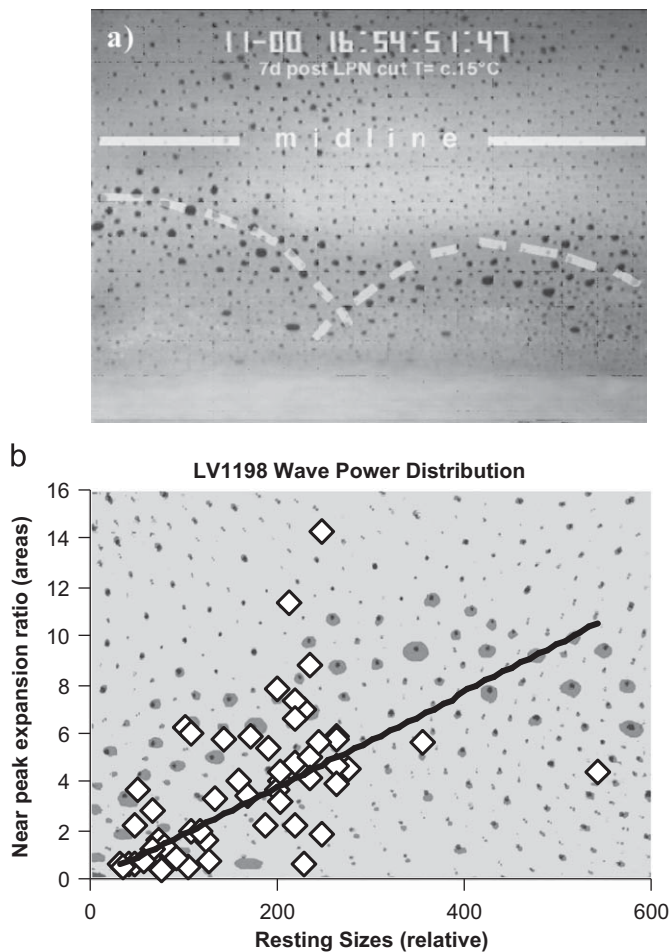 a)
11-00 16:54:51:47
7d post LPN cut T= c.15°C
midline
b
LV1198 Wave Power Distribution
16
14
12
10
8
6
4
2
0
Near peak expansion ratio (areas)
0 200 400 600
Resting Sizes (relative)